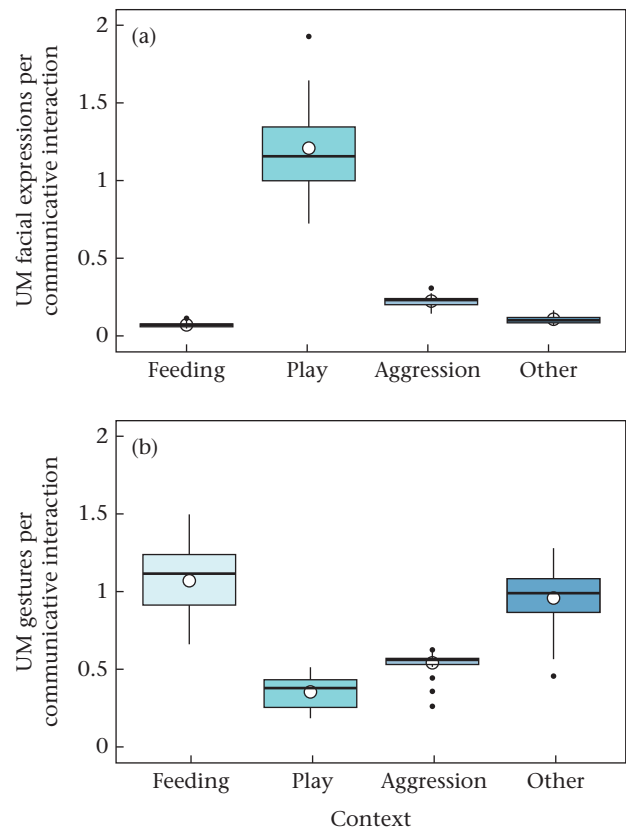 (a)
UM facial expressions per
communicative interaction
2
1.5
1
0.5
0
Feeding Play Aggression Other
(b)
UM gestures per
communicative interaction
2
1.5
1
0.5
0
Feeding Play Aggression Other
Context